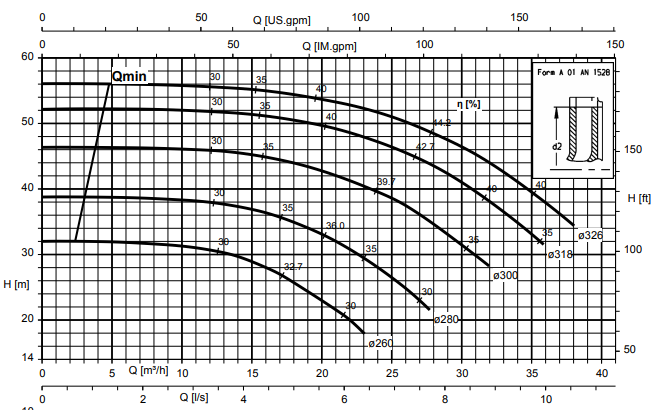 0 50 Q [US.gpm] 100 150
0 50 Q [IM.gpm] 100 150
60
Qmin
30 35 40 44.2 40
30 35 40 42.7 40 35
30 35 39.7 35
30 35 36.0 35 30
30 32.7 30
η [%]
Form A 01 AN 1528
d2
50
40
30
H [m]
20
14
150
H [ft]
100
50
ø326
ø318
ø300
ø280
ø260
0 5 Q [m³/h] 10 15 20 25 30 35 40
0 2 Q [l/s] 4 6 8 10